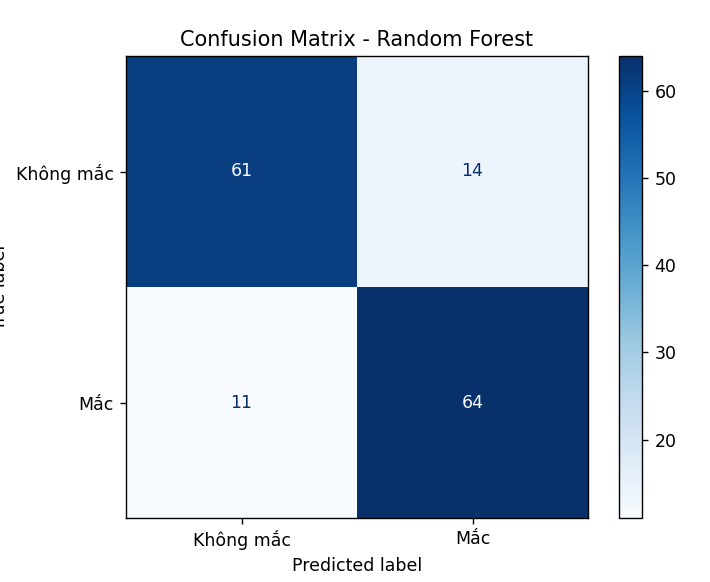 Confusion Matrix - Random Forest
Không mắc
61
14
Mắc
11
64
Không mắc
Mắc
Predicted label
60
50
40
30
20